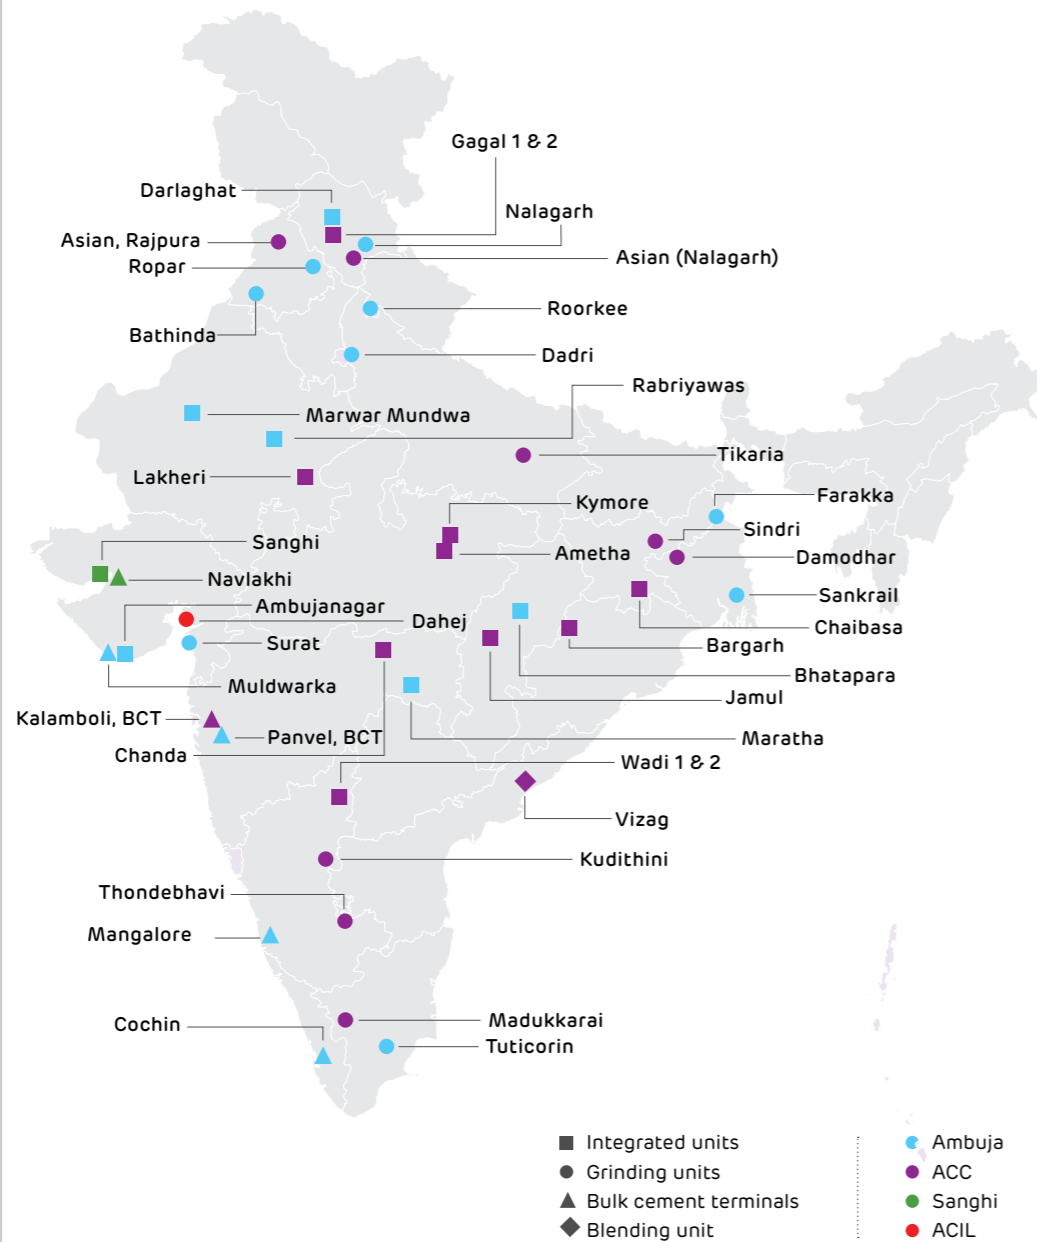 Gagal 1 & 2
Darlaghat
Nalagarh
Asian, Rajpura
Asian (Nalagarh)
Ropar
Roorkee
Bathinda
Dadri
Rabriyawas
Marwar Mundwa
Tikaria
Lakheri
Farakka
Kymore
Sindri
Sanghi
Ametha
Damodhar
Navlakhi
Sankrail
Ambujanagar
Dahej
Chaibasa
Surat
Bargarh
Bhatapara
Muldwarka
Jamul
Kalamboli, BCT
Panvel, BCT
Maratha
Chanda
Wadi 1 & 2
Vizag
Kudithini
Thondebhavi
Mangalore
Cochin
Madukkarai
Tuticorin
Integrated units
Grinding units
Bulk cement terminals
Blending unit
Ambuja
ACC
Sanghi
ACIL